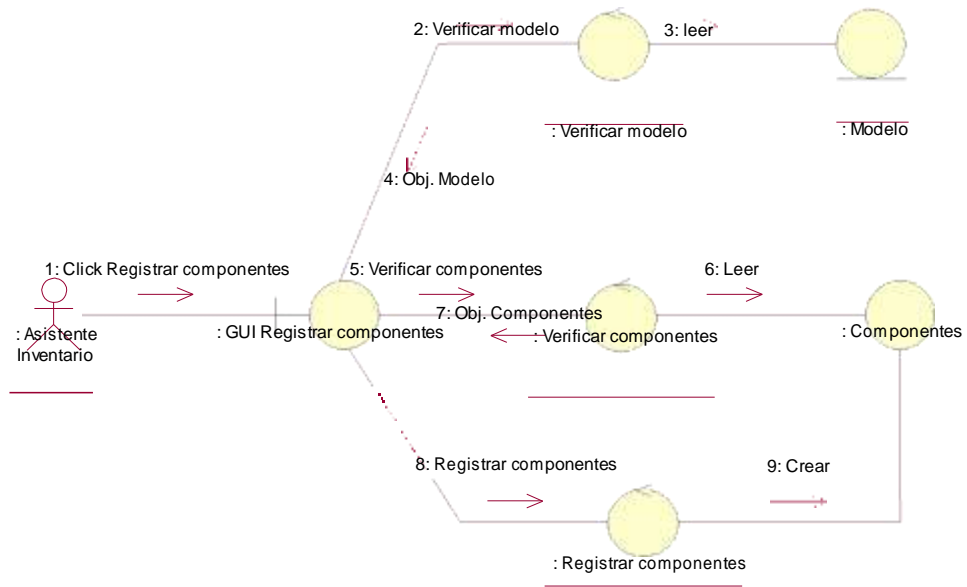 2: Verificar modelo
3: leer
: Verificar modelo
: Modelo
4: Obj. Modelo
1: Click Registrar componentes
5: Verificar componentes
6: Leer
7: Obj. Componentes
: Asistente
Inventario
: GUI Registrar componentes
: Verificar componentes
: Componentes
8: Registrar componentes
9: Crear
: Registrar componentes